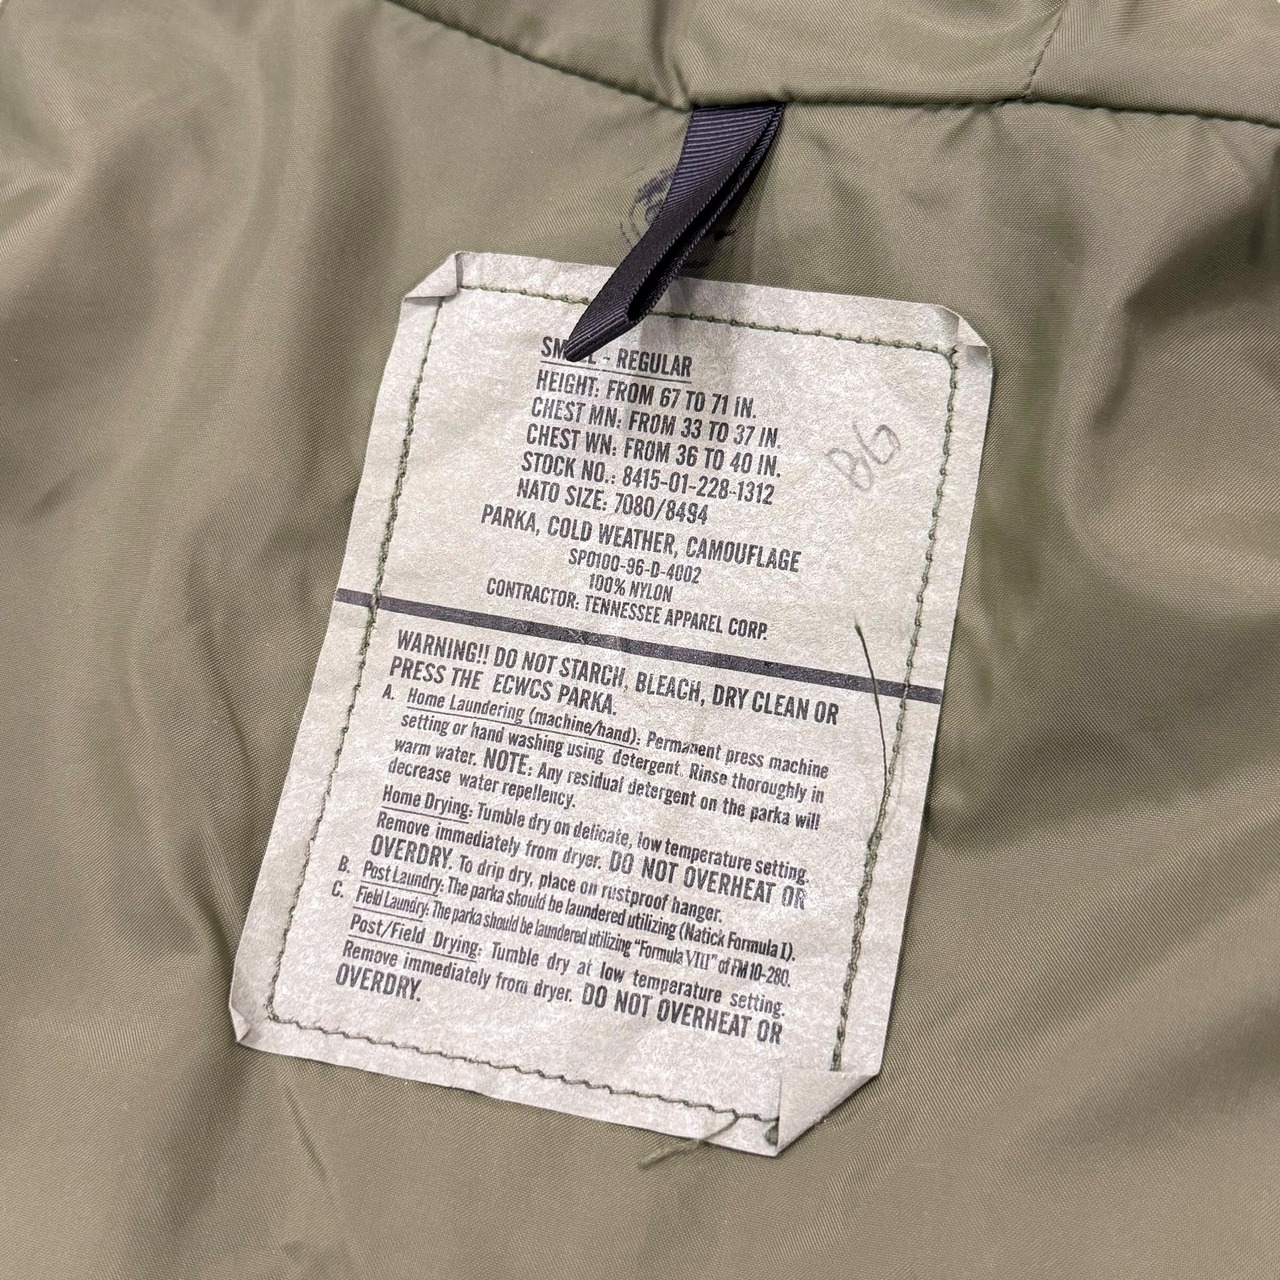 SMALL - REGULAR
HEIGHT: FROM 67 TO 71 IN.
CHEST MN: FROM 33 TO 37 IN.
CHEST WN: FROM 36 TO 40 IN.
STOCK NO.: 8415-01-228-1312
NATO SIZE: 7080/8494
B6
PARKA, COLD WEATHER, CAMOUFLAGE
SP0100-96-D-4002
100% NYLON
CONTRACTOR: TENNESSEE APPAREL CORP.
WARNING!! DO NOT STARCH, BLEACH, DRY CLEAN OR
PRESS THE ECWCS PARKA.
A. Home Laundering (machine/hand): Permanent press machine
setting or hand washing using detergent. Rinse thoroughly in
warm water. NOTE: Any residual detergent on the parka will
decrease water repellency.
Home Drying: Tumble dry on delicate, low temperature setting.
Remove immediately from dryer. DO NOT OVERHEAT OR
OVERDRY. To drip dry, place on rustproof hanger.
B. Post Laundry: The parka should be laundered utilizing (Natick Formula I).
C. Field Laundry: The parka should be laundered utilizing "Formula VIII" of FM 10-280.
Post/Field Drying: Tumble dry at low temperature setting.
Remove immediately from dryer. DO NOT OVERHEAT OR
OVERDRY.